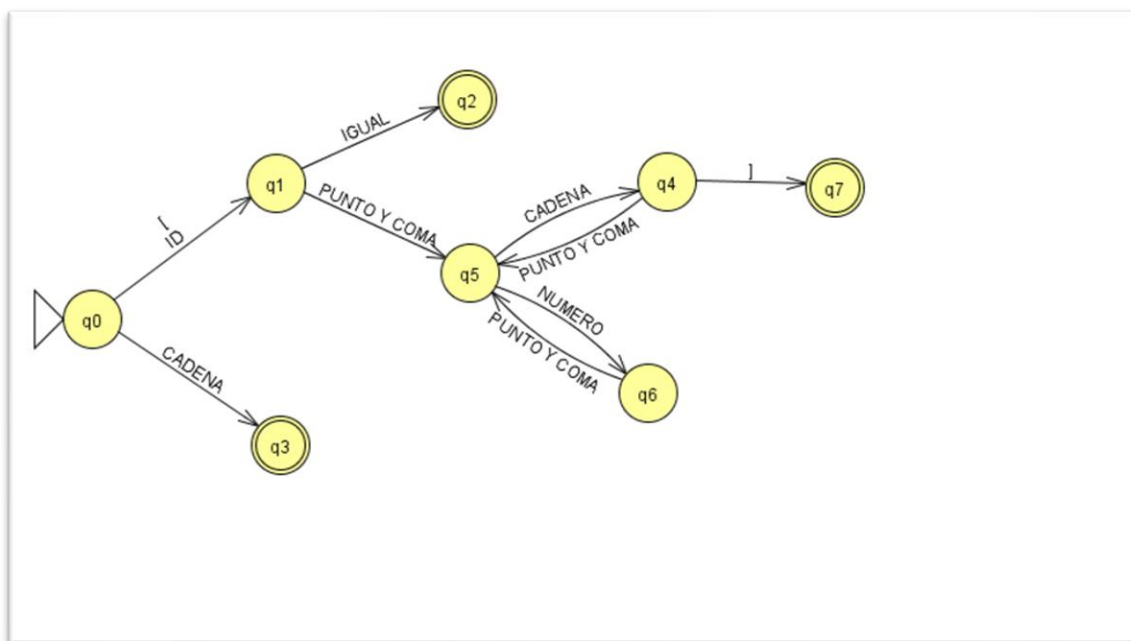 q2
IGUAL
q1
q4
]
q7
PUNTO Y COMA
CADENA
[
ID
PUNTO Y COMA
q5
q0
NUMERO
PUNTO Y COMA
CADENA
q6
q3